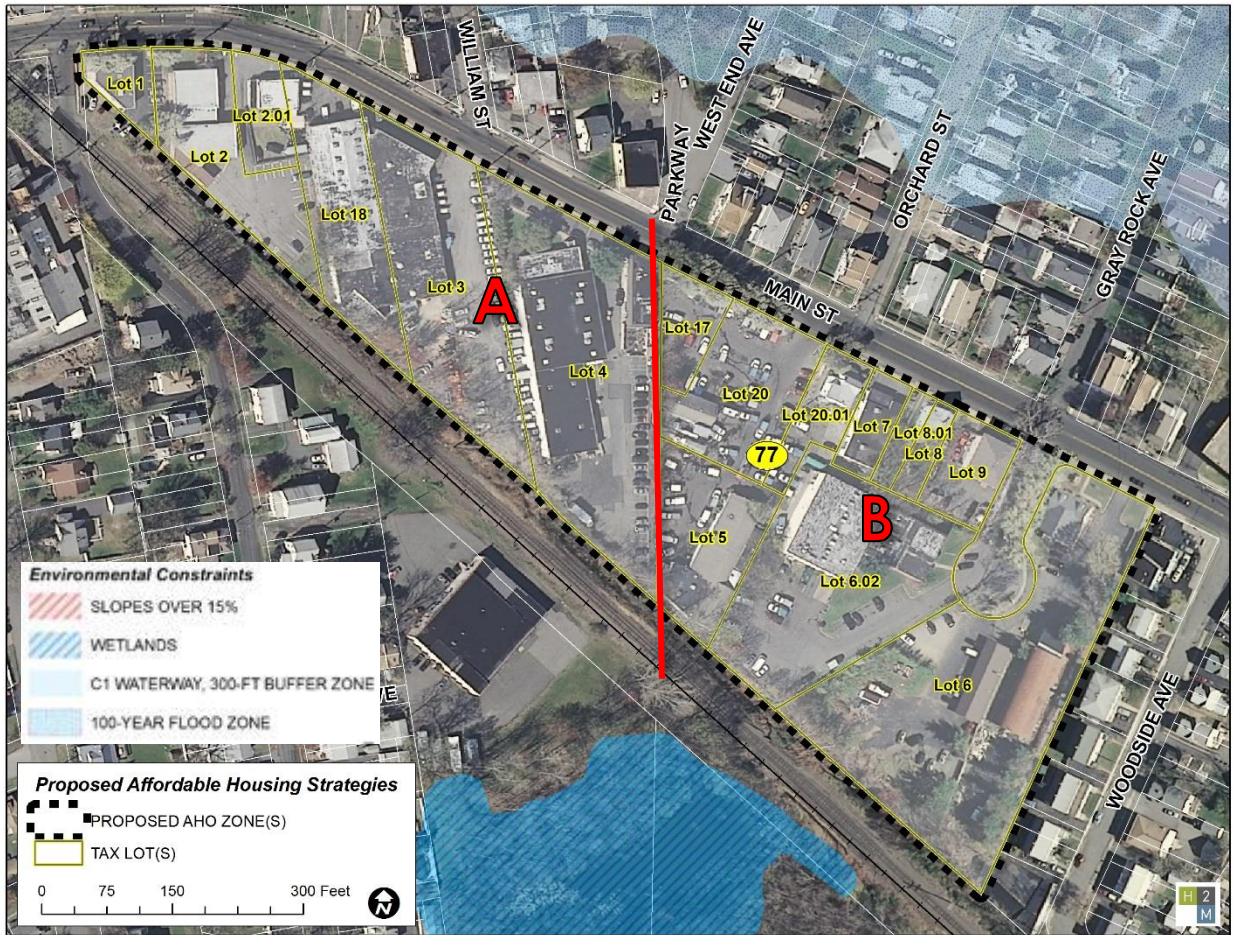 WILLIAM ST
PARKWAY
WEST END AVE
ORCHARD ST
GRAY ROCK AVE
MAIN ST
WOODSIDE AVE
Lot 1
Lot 2
Lot 2.01
Lot 18
Lot 3
A
Lot 4
Lot 17
Lot 20
Lot 20.01
Lot 7
Lot 8.01
Lot 8
Lot 9
77
B
Lot 5
Lot 6.02
Lot 6
Environmental Constraints
SLOPES OVER 15%
WETLANDS
C1 WATERWAY, 300-FT BUFFER ZONE
100-YEAR FLOOD ZONE
VE
Proposed Affordable Housing Strategies
PROPOSED AHO ZONE(S)
TAX LOT(S)
0 75 150 300 Feet
N
H 2
M